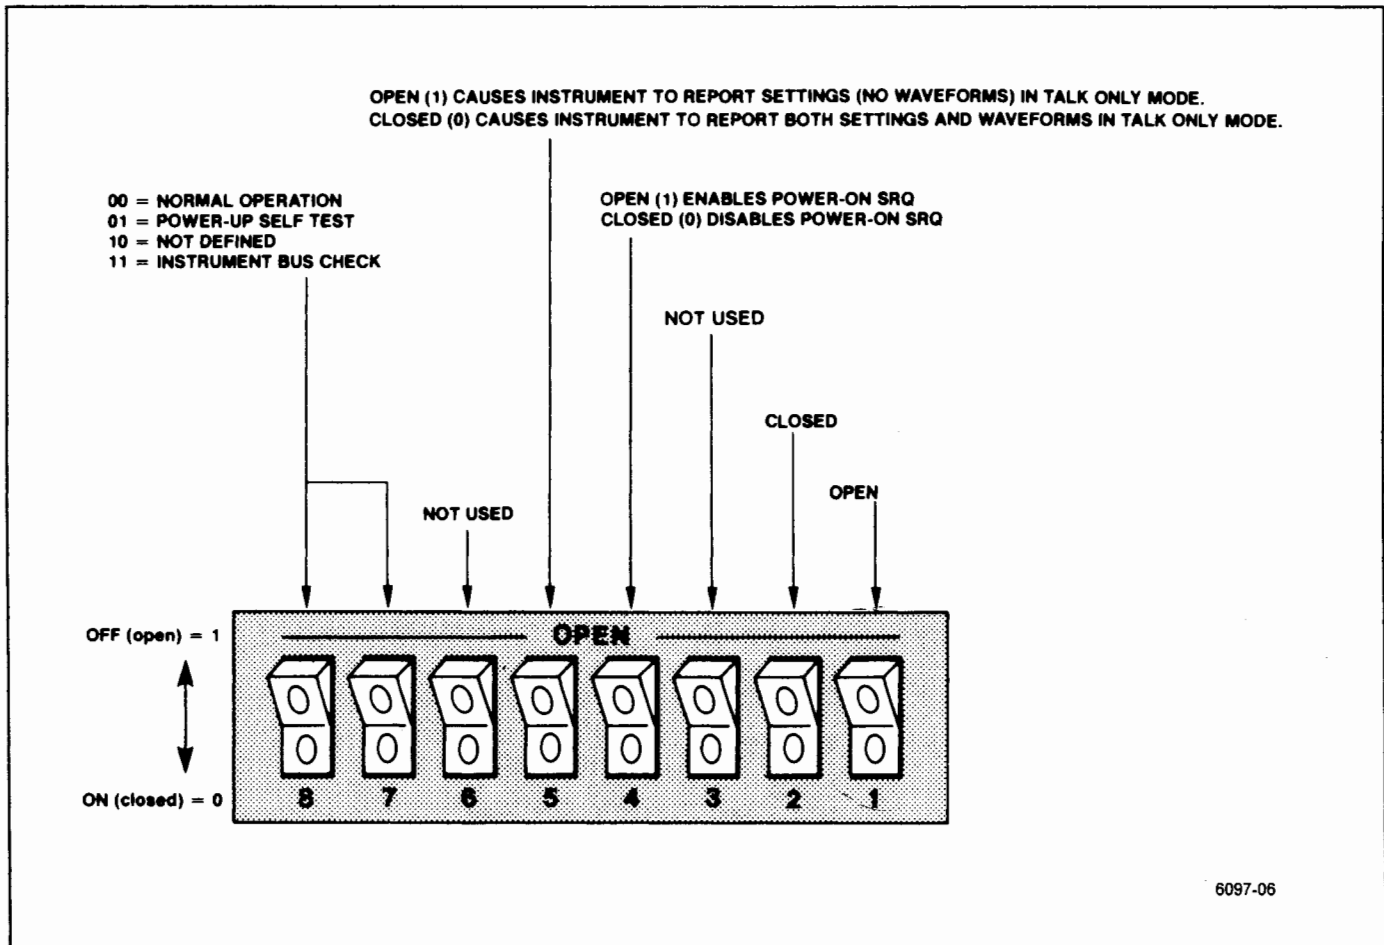 OPEN (1) CAUSES INSTRUMENT TO REPORT SETTINGS (NO WAVEFORMS) IN TALK ONLY MODE.
CLOSED (0) CAUSES INSTRUMENT TO REPORT BOTH SETTINGS AND WAVEFORMS IN TALK ONLY MODE.
00 = NORMAL OPERATION
01 = POWER-UP SELF TEST
10 = NOT DEFINED
11 = INSTRUMENT BUS CHECK
OPEN (1) ENABLES POWER-ON SRQ
CLOSED (0) DISABLES POWER-ON SRQ
NOT USED
CLOSED
OPEN
NOT USED
OFF (open) = 1
OPEN
ON (closed) = 0
8 7 6 5 4 3 2 1
6097-06